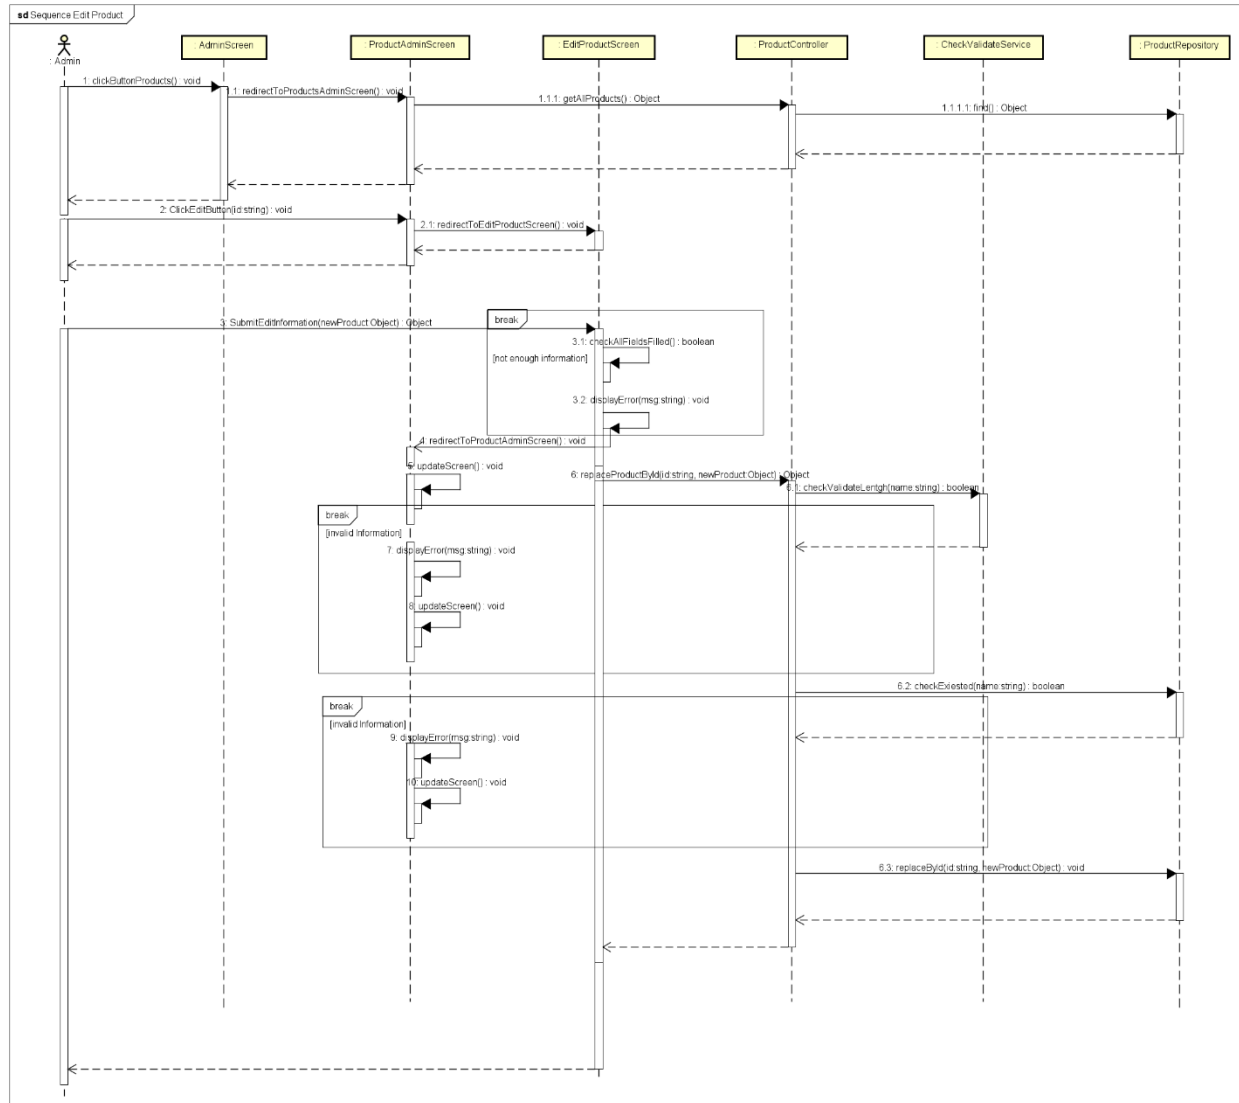 sd Sequence Edit Product
: Admin
: AdminScreen
: ProductAdminScreen
: EditProductScreen
: ProductController
: CheckValidateService
: ProductRepository
1: clickButtonProducts() : void
1.1: redirectToProductsAdminScreen() : void
1.1.1: getAllProducts() : Object
1.1.1.1: find() : Object
2: ClickEditButton(id:string) : void
2.1: redirectToEditProductScreen() : void
3: SubmitEditInformation(newProduct:Object) : Object
break
3.1: checkAllFieldsFilled() : boolean
[not enough information]
3.2: displayError(msg:string) : void
4: redirectToProductAdminScreen() : void
5: updateScreen() : void
6: replaceProductById(id:string, newProduct:Object) : Object
6.1: checkValidateLentgh(name:string) : boolean
break
[invalid Information]
7: displayError(msg:string) : void
8: updateScreen() : void
6.2: checkExiested(name:string) : boolean
break
[invalid Information]
9: displayError(msg:string) : void
10: updateScreen() : void
6.3: replaceById(id:string, newProduct:Object) : void